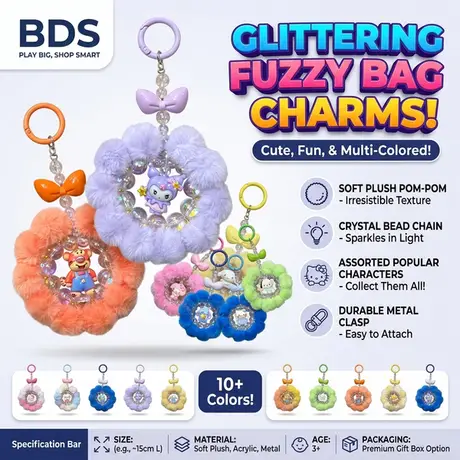 BDS
PLAY BIG, SHOP SMART
GLITTERING
FUZZY BAG
CHARMS!
Cute, Fun, & Multi-Colored!
SOFT PLUSH POM-POM
- Irresistible Texture
CRYSTAL BEAD CHAIN
- Sparkles in Light
ASSORTED POPULAR
CHARACTERS
- Collect Them All!
DURABLE METAL
CLASP
- Easy to Attach
10+
Colors!
Specification Bar
SIZE:
(e.g., ~15cm L)
MATERIAL:
Soft Plush, Acrylic, Metal
AGE:
3+
PACKAGING:
Premium Gift Box Option